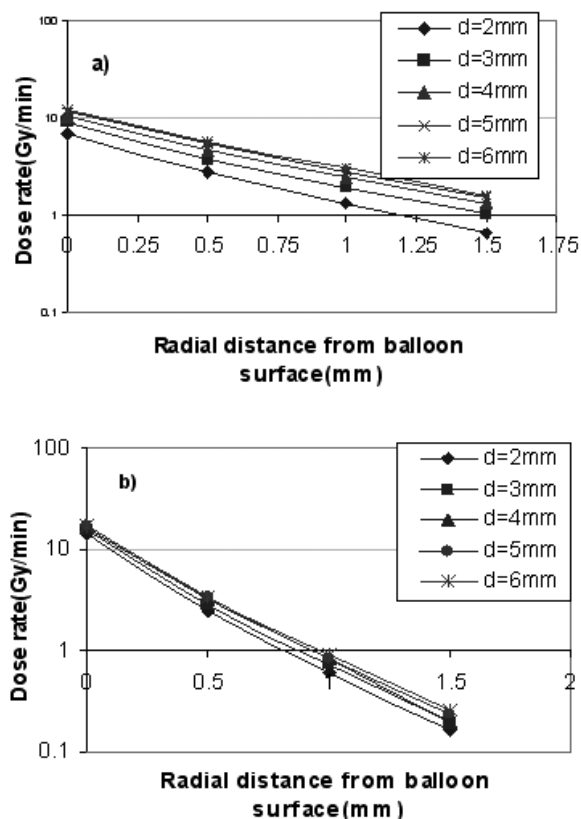 100
10
1
0.1
Dose rate(Gy/min)
a)
d=2mm
d=3mm
d=4mm
d=5mm
d=6mm
0 0.25 0.5 0.75 1 1.25 1.5 1.75
Radial distance from balloon
surface(mm)
100
10
1
0.1
Dose rate(Gy/min)
b)
d=2mm
d=3mm
d=4mm
d=5mm
d=6mm
0 0.5 1 1.5 2
Radial distance from balloon
surface(mm)